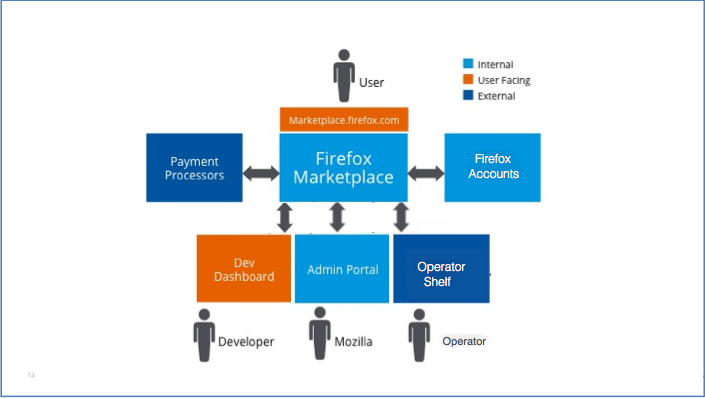 User
Internal
User Facing
External
Marketplace.firefox.com
Payment
Processors
Firefox
Marketplace
Firefox
Accounts
Dev
Dashboard
Admin Portal
Operator
Shelf
Developer
Mozilla
Operator